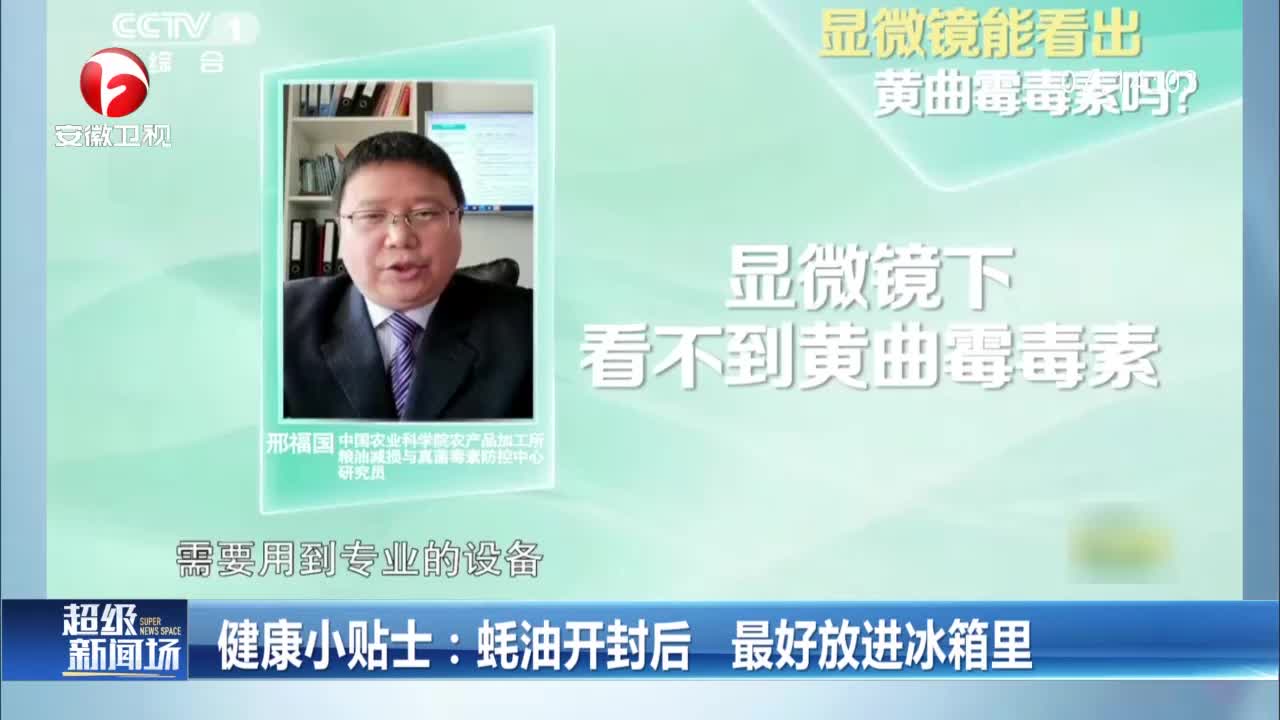 CCTV 1
综合
安徽卫视
显微镜能看出
黄曲霉毒素吗?
显微镜下
看不到黄曲霉毒素
邢福国
中国农业科学院农产品加工所
粮油减损与真菌毒素防控中心
研究员
需要用到专业的设备
超级
新闻场
SUPER
NEWS SPACE
健康小贴士：蚝油开封后 最好放进冰箱里